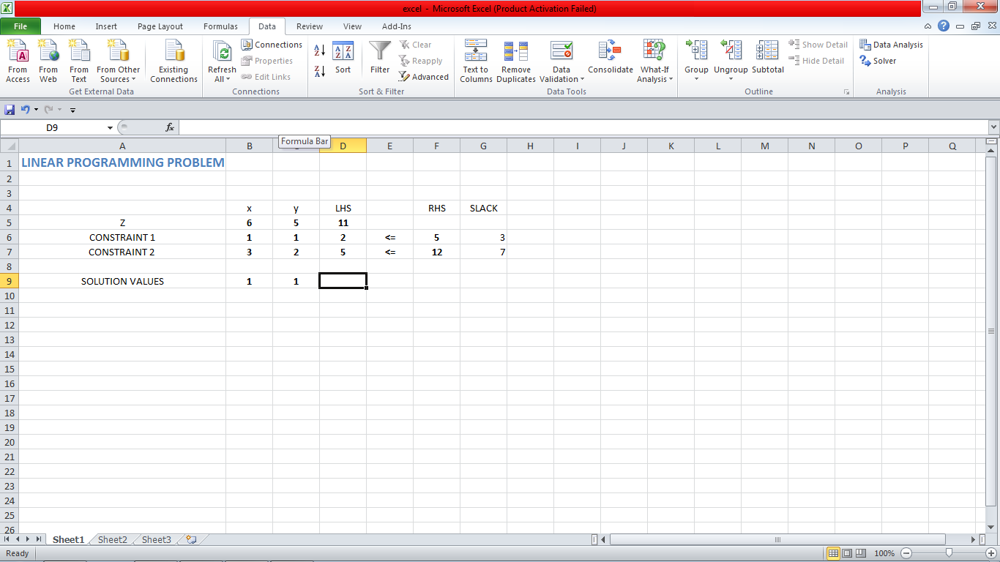 excel - Microsoft Excel (Product Activation Failed)
File Home Insert Page Layout Formulas Data Review View Add-Ins
From Access
From Web
From Text
From Other Sources
Existing Connections
Get External Data
Refresh All
Connections
Properties
Edit Links
Connections
Sort
Filter
Clear
Reapply
Advanced
Sort & Filter
Text to Columns
Remove Duplicates
Data Validation
Consolidate
What-If Analysis
Data Tools
Group
Ungroup
Subtotal
Show Detail
Hide Detail
Outline
Data Analysis
Solver
Analysis
D9 fx
Formula Bar
A B C D E F G H I J K L M N O P Q
1 LINEAR PROGRAMMING PROBLEM
2
3
4 x y LHS RHS SLACK
5 Z 6 5 11
6 CONSTRAINT 1 1 1 2 <= 5 3
7 CONSTRAINT 2 3 2 5 <= 12 7
8
9 SOLUTION VALUES 1 1
10
11
12
13
14
15
16
17
18
19
20
21
22
23
24
25
26
Sheet1 Sheet2 Sheet3
Ready 100%